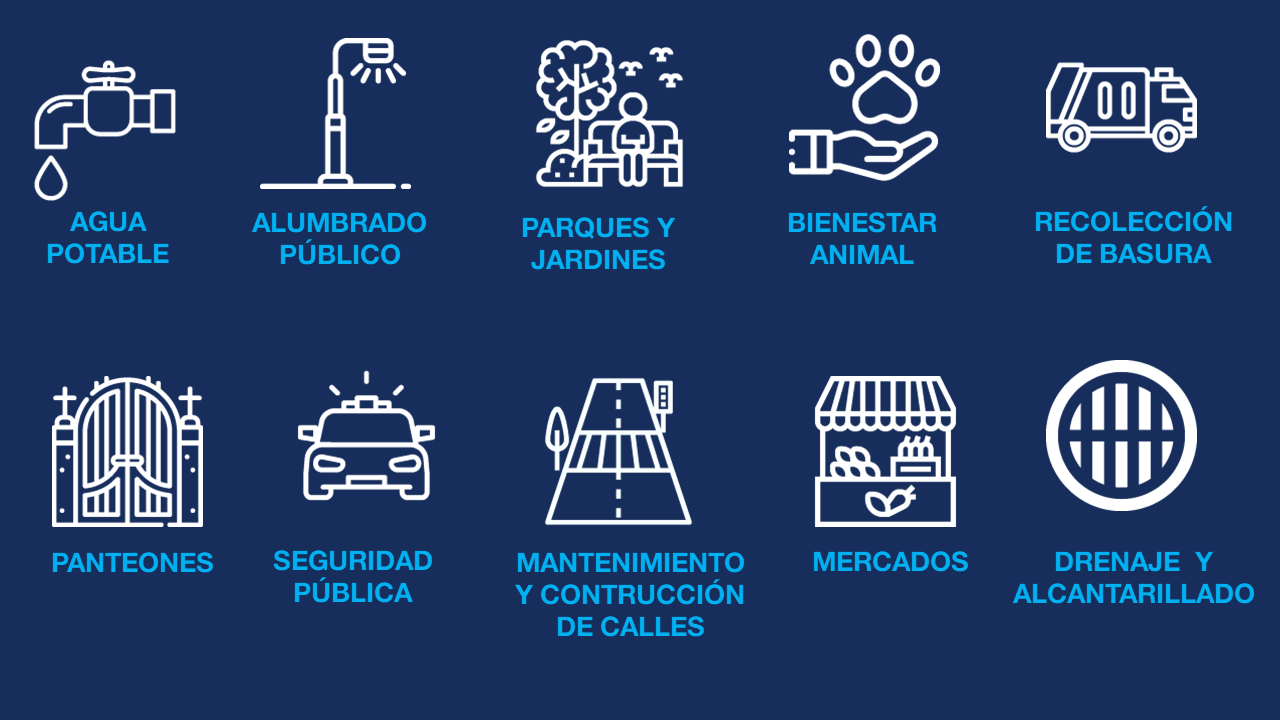 AGUA
POTABLE
ALUMBRADO
PÚBLICO
PARQUES Y
JARDINES
BIENESTAR
ANIMAL
RECOLECCIÓN
DE BASURA
PANTEONES
SEGURIDAD
PÚBLICA
MANTENIMIENTO
Y CONTRUCCIÓN
DE CALLES
MERCADOS
DRENAJE Y
ALCANTARILLADO